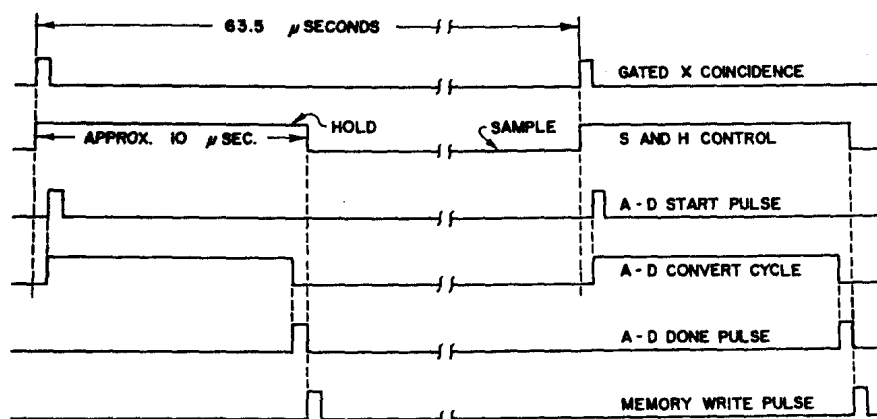 63.5 μ SECONDS
GATED X COINCIDENCE
HOLD
SAMPLE
APPROX. 10 μ SEC.
S AND H CONTROL
A - D START PULSE
A - D CONVERT CYCLE
A - D DONE PULSE
MEMORY WRITE PULSE